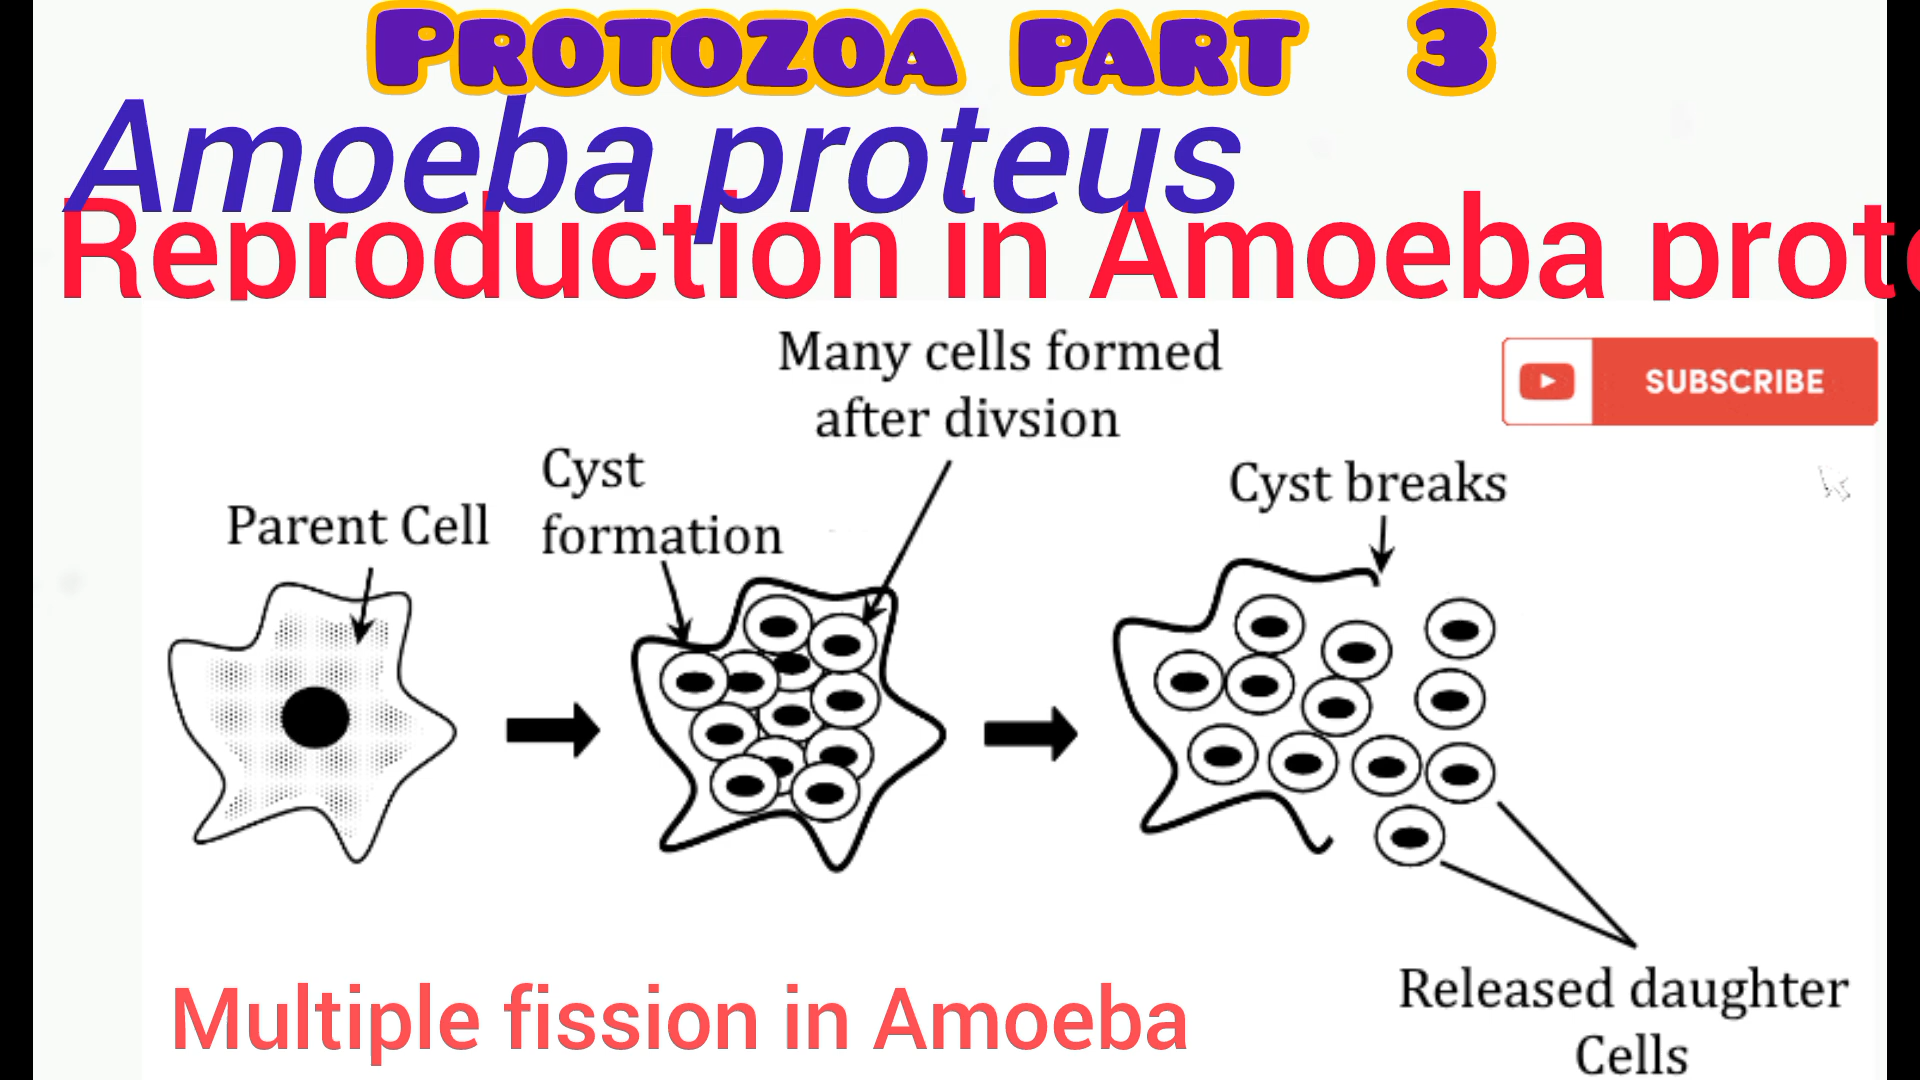 PROTOZOA PART 3
Amoeba proteus
Reproduction in Amoeba prote
Many cells formed
after divsion
SUBSCRIBE
Cyst
formation
Cyst breaks
Parent Cell
Released daughter
Cells
Multiple fission in Amoeba